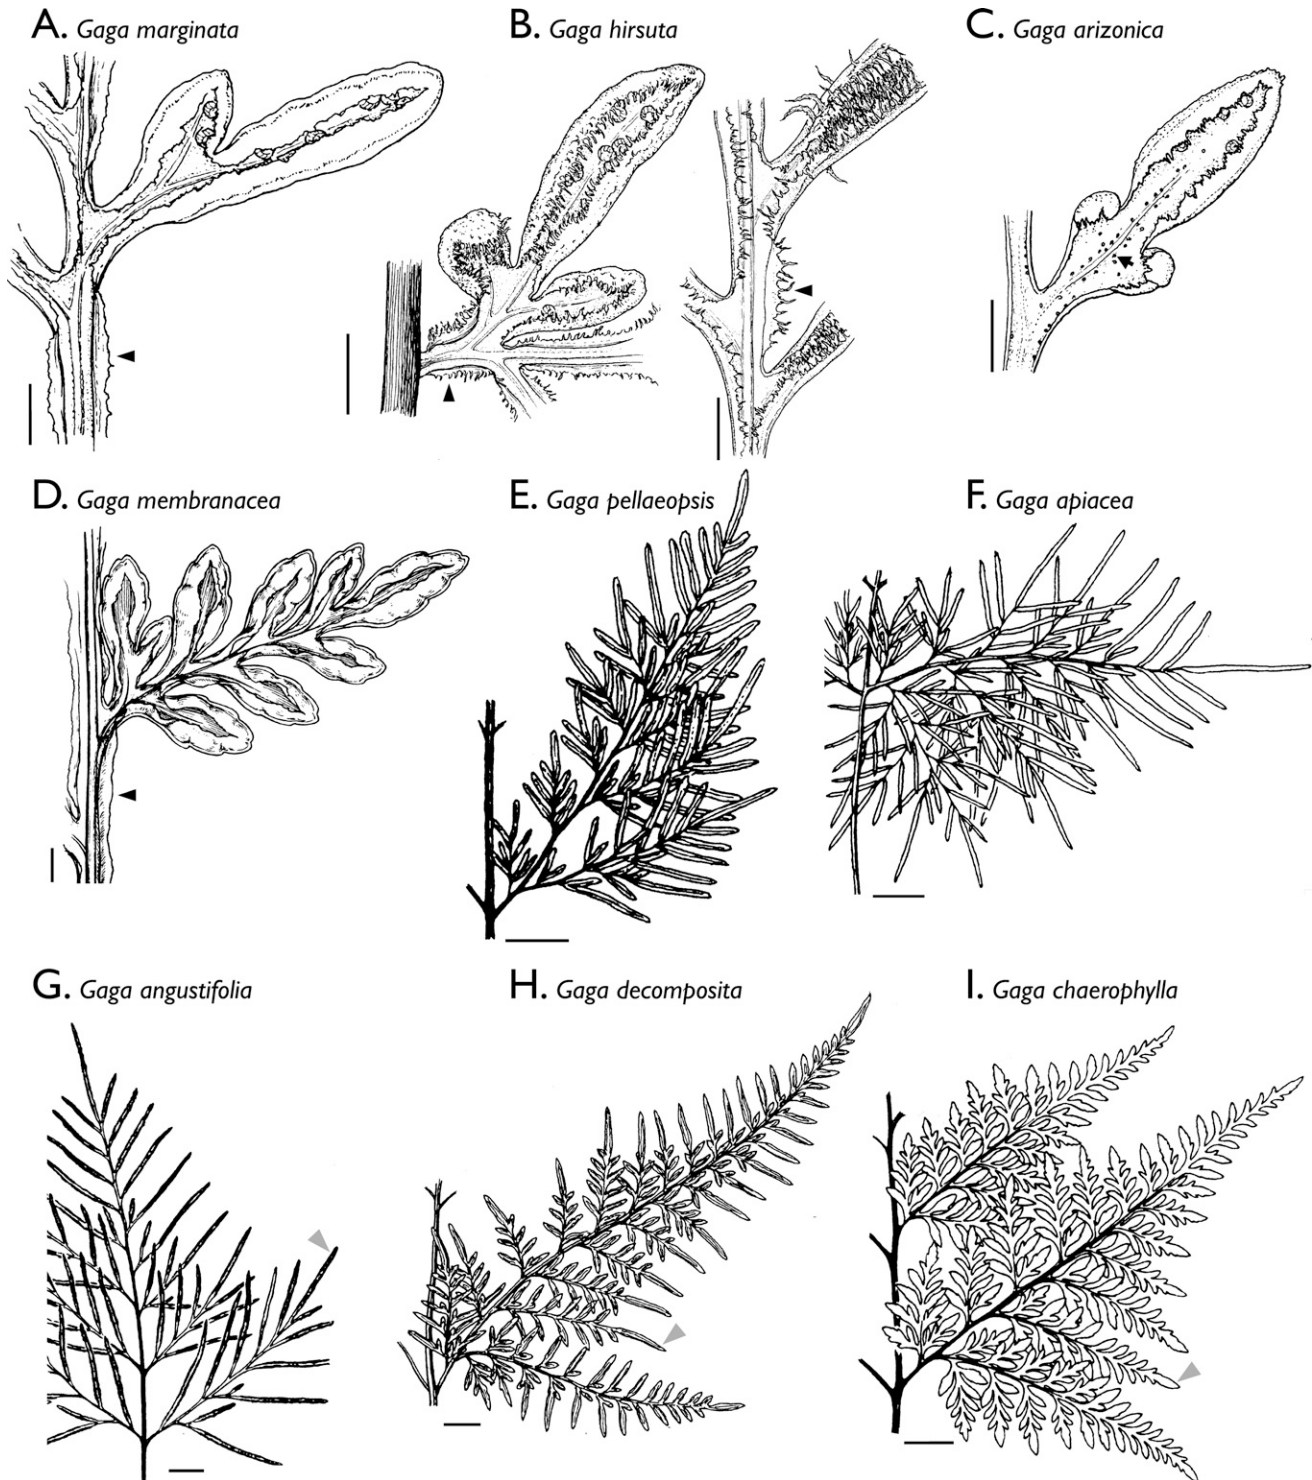 A. Gaga marginata
B. Gaga hirsuta
C. Gaga arizonica
D. Gaga membranacea
E. Gaga pellaeopsis
F. Gaga apiacea
G. Gaga angustifolia
H. Gaga decomposita
I. Gaga chaerophylla